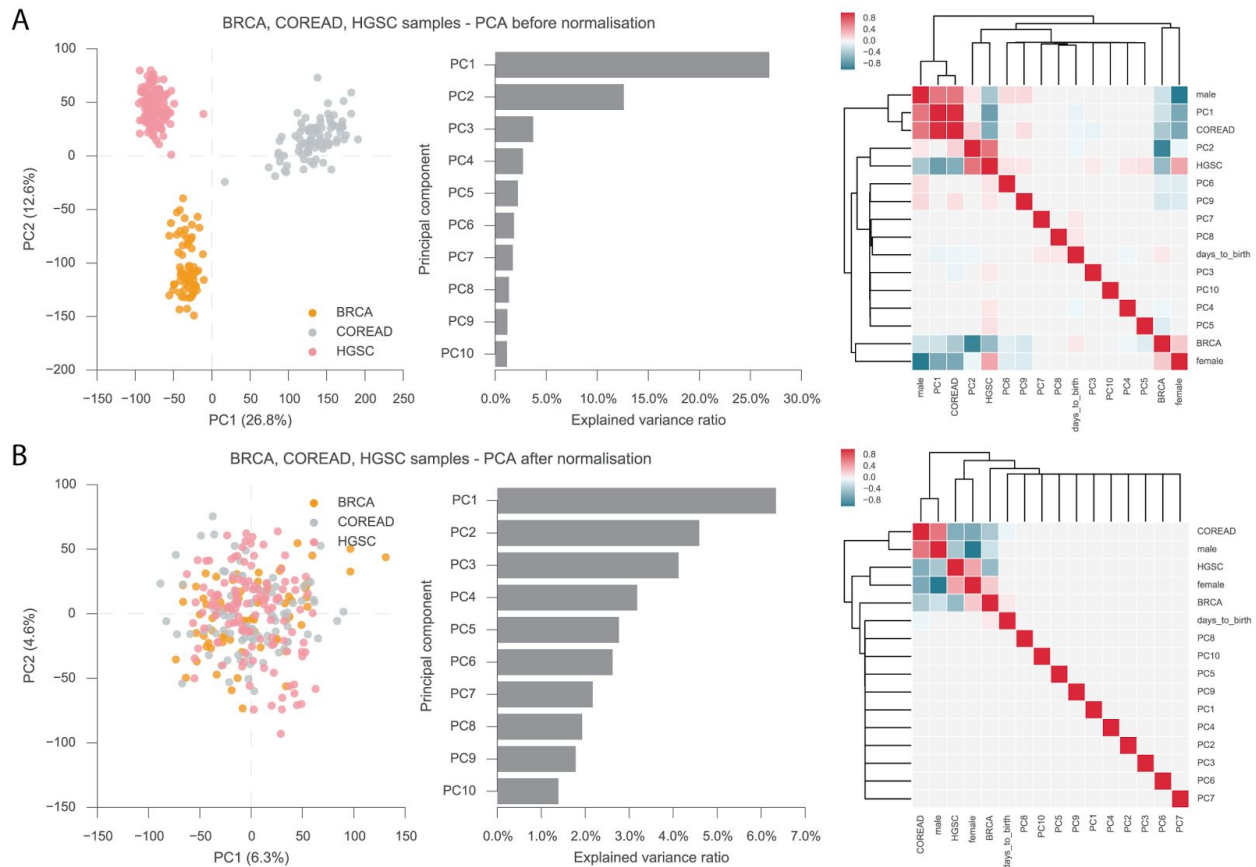 A
BRCA, COREAD, HGSC samples - PCA before normalisation
100
50
0
−50
−100
−150
−200
PC2 (12.6%)
−150 −100 −50 0 50 100 150 200 250
PC1 (26.8%)
BRCA
COREAD
HGSC
Principal component
PC1
PC2
PC3
PC4
PC5
PC6
PC7
PC8
PC9
PC10
0.0% 5.0% 10.0% 15.0% 20.0% 25.0% 30.0%
Explained variance ratio
0.8
0.4
0.0
−0.4
−0.8
male
PC1
COREAD
PC2
HGSC
PC6
PC9
PC7
PC8
days_to_birth
PC3
PC10
PC4
PC5
BRCA
female
male PC1 COREAD PC2 HGSC PC6 PC9 PC7 PC8 days_to_birth PC3 PC10 PC4 PC5 BRCA female
B
BRCA, COREAD, HGSC samples - PCA after normalisation
100
50
0
−50
−100
−150
PC2 (4.6%)
−150 −100 −50 0 50 100 150
PC1 (6.3%)
BRCA
COREAD
HGSC
Principal component
PC1
PC2
PC3
PC4
PC5
PC6
PC7
PC8
PC9
PC10
0.0% 1.0% 2.0% 3.0% 4.0% 5.0% 6.0% 7.0%
Explained variance ratio
0.8
0.4
0.0
−0.4
−0.8
COREAD
male
HGSC
female
BRCA
days_to_birth
PC8
PC10
PC5
PC9
PC1
PC4
PC2
PC3
PC6
PC7
COREAD male HGSC female BRCA days_to_birth PC8 PC10 PC5 PC9 PC1 PC4 PC2 PC3 PC6 PC7